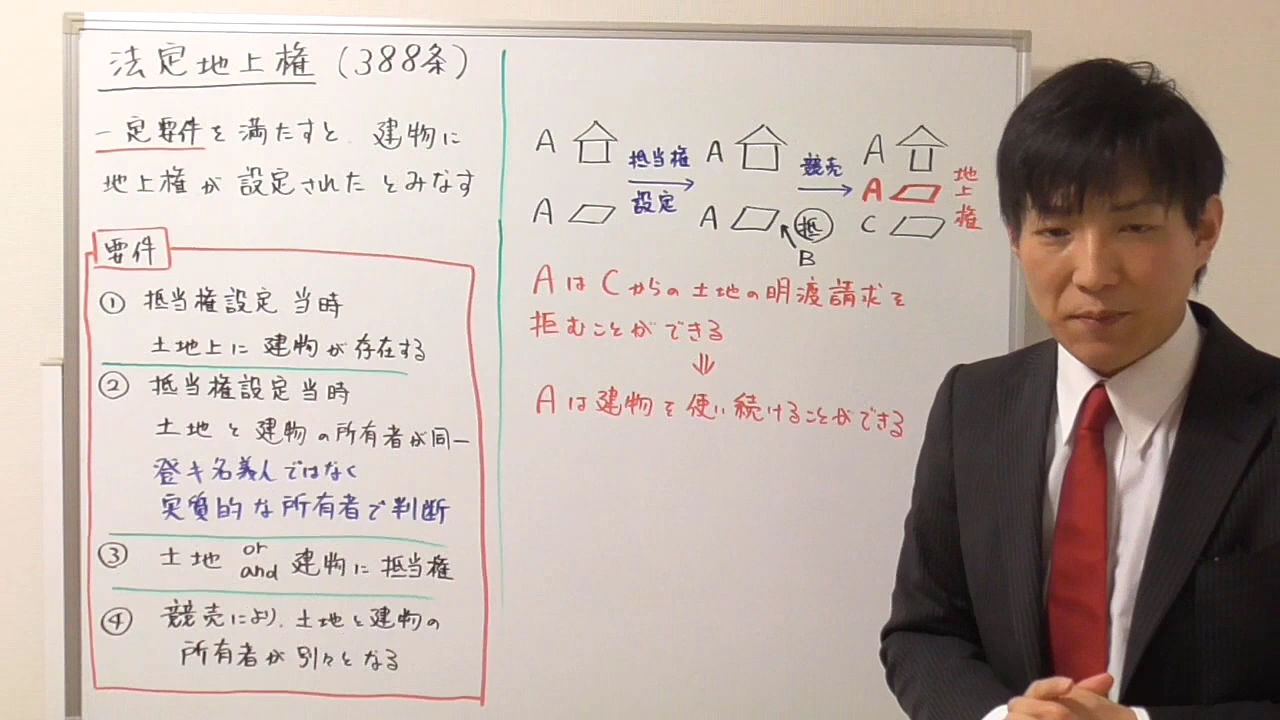 法定地上権(388条)
一定要件を満たすと、建物に
地上権が設定されたとみなす
要件
① 抵当権設定当時
土地上に建物が存在する
② 抵当権設定当時
土地と建物の所有者が同一
登キ名義人ではなく
実質的な所有者で判断
③ 土地 or and 建物に抵当権
④ 競売により、土地と建物の
所有者が別々となる
A 抵当権 A 競売 A 地上権
設定 A
A A 抵 C
B
AはCからの土地の明渡請求を
拒むことができる
⇓
Aは建物を使い続けることができる